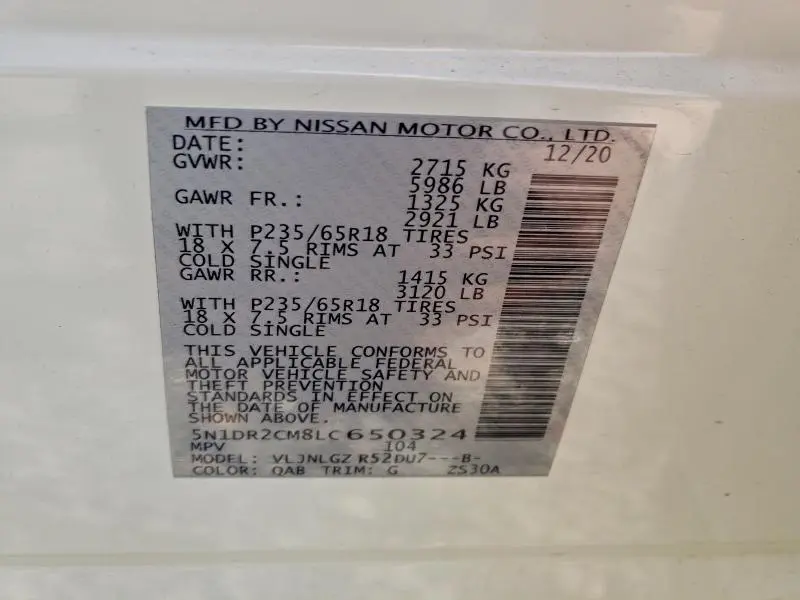 MFD BY NISSAN MOTOR CO., LTD.
DATE: 12/20
GVWR: 2715 KG
5986 LB
GAWR FR.: 1325 KG
2921 LB
WITH P235/65R18 TIRES
18 X 7.5 RIMS AT 33 PSI
COLD SINGLE
GAWR RR.: 1415 KG
3120 LB
WITH P235/65R18 TIRES
18 X 7.5 RIMS AT 33 PSI
COLD SINGLE
THIS VEHICLE CONFORMS TO
ALL APPLICABLE FEDERAL
MOTOR VEHICLE SAFETY AND
THEFT PREVENTION
STANDARDS IN EFFECT ON
THE DATE OF MANUFACTURE
SHOWN ABOVE.
5N1DR2CM8LC650324
MPV 104
MODEL: VLJNLGZ R52DU7---B-
COLOR: QAB TRIM: G ZS30A